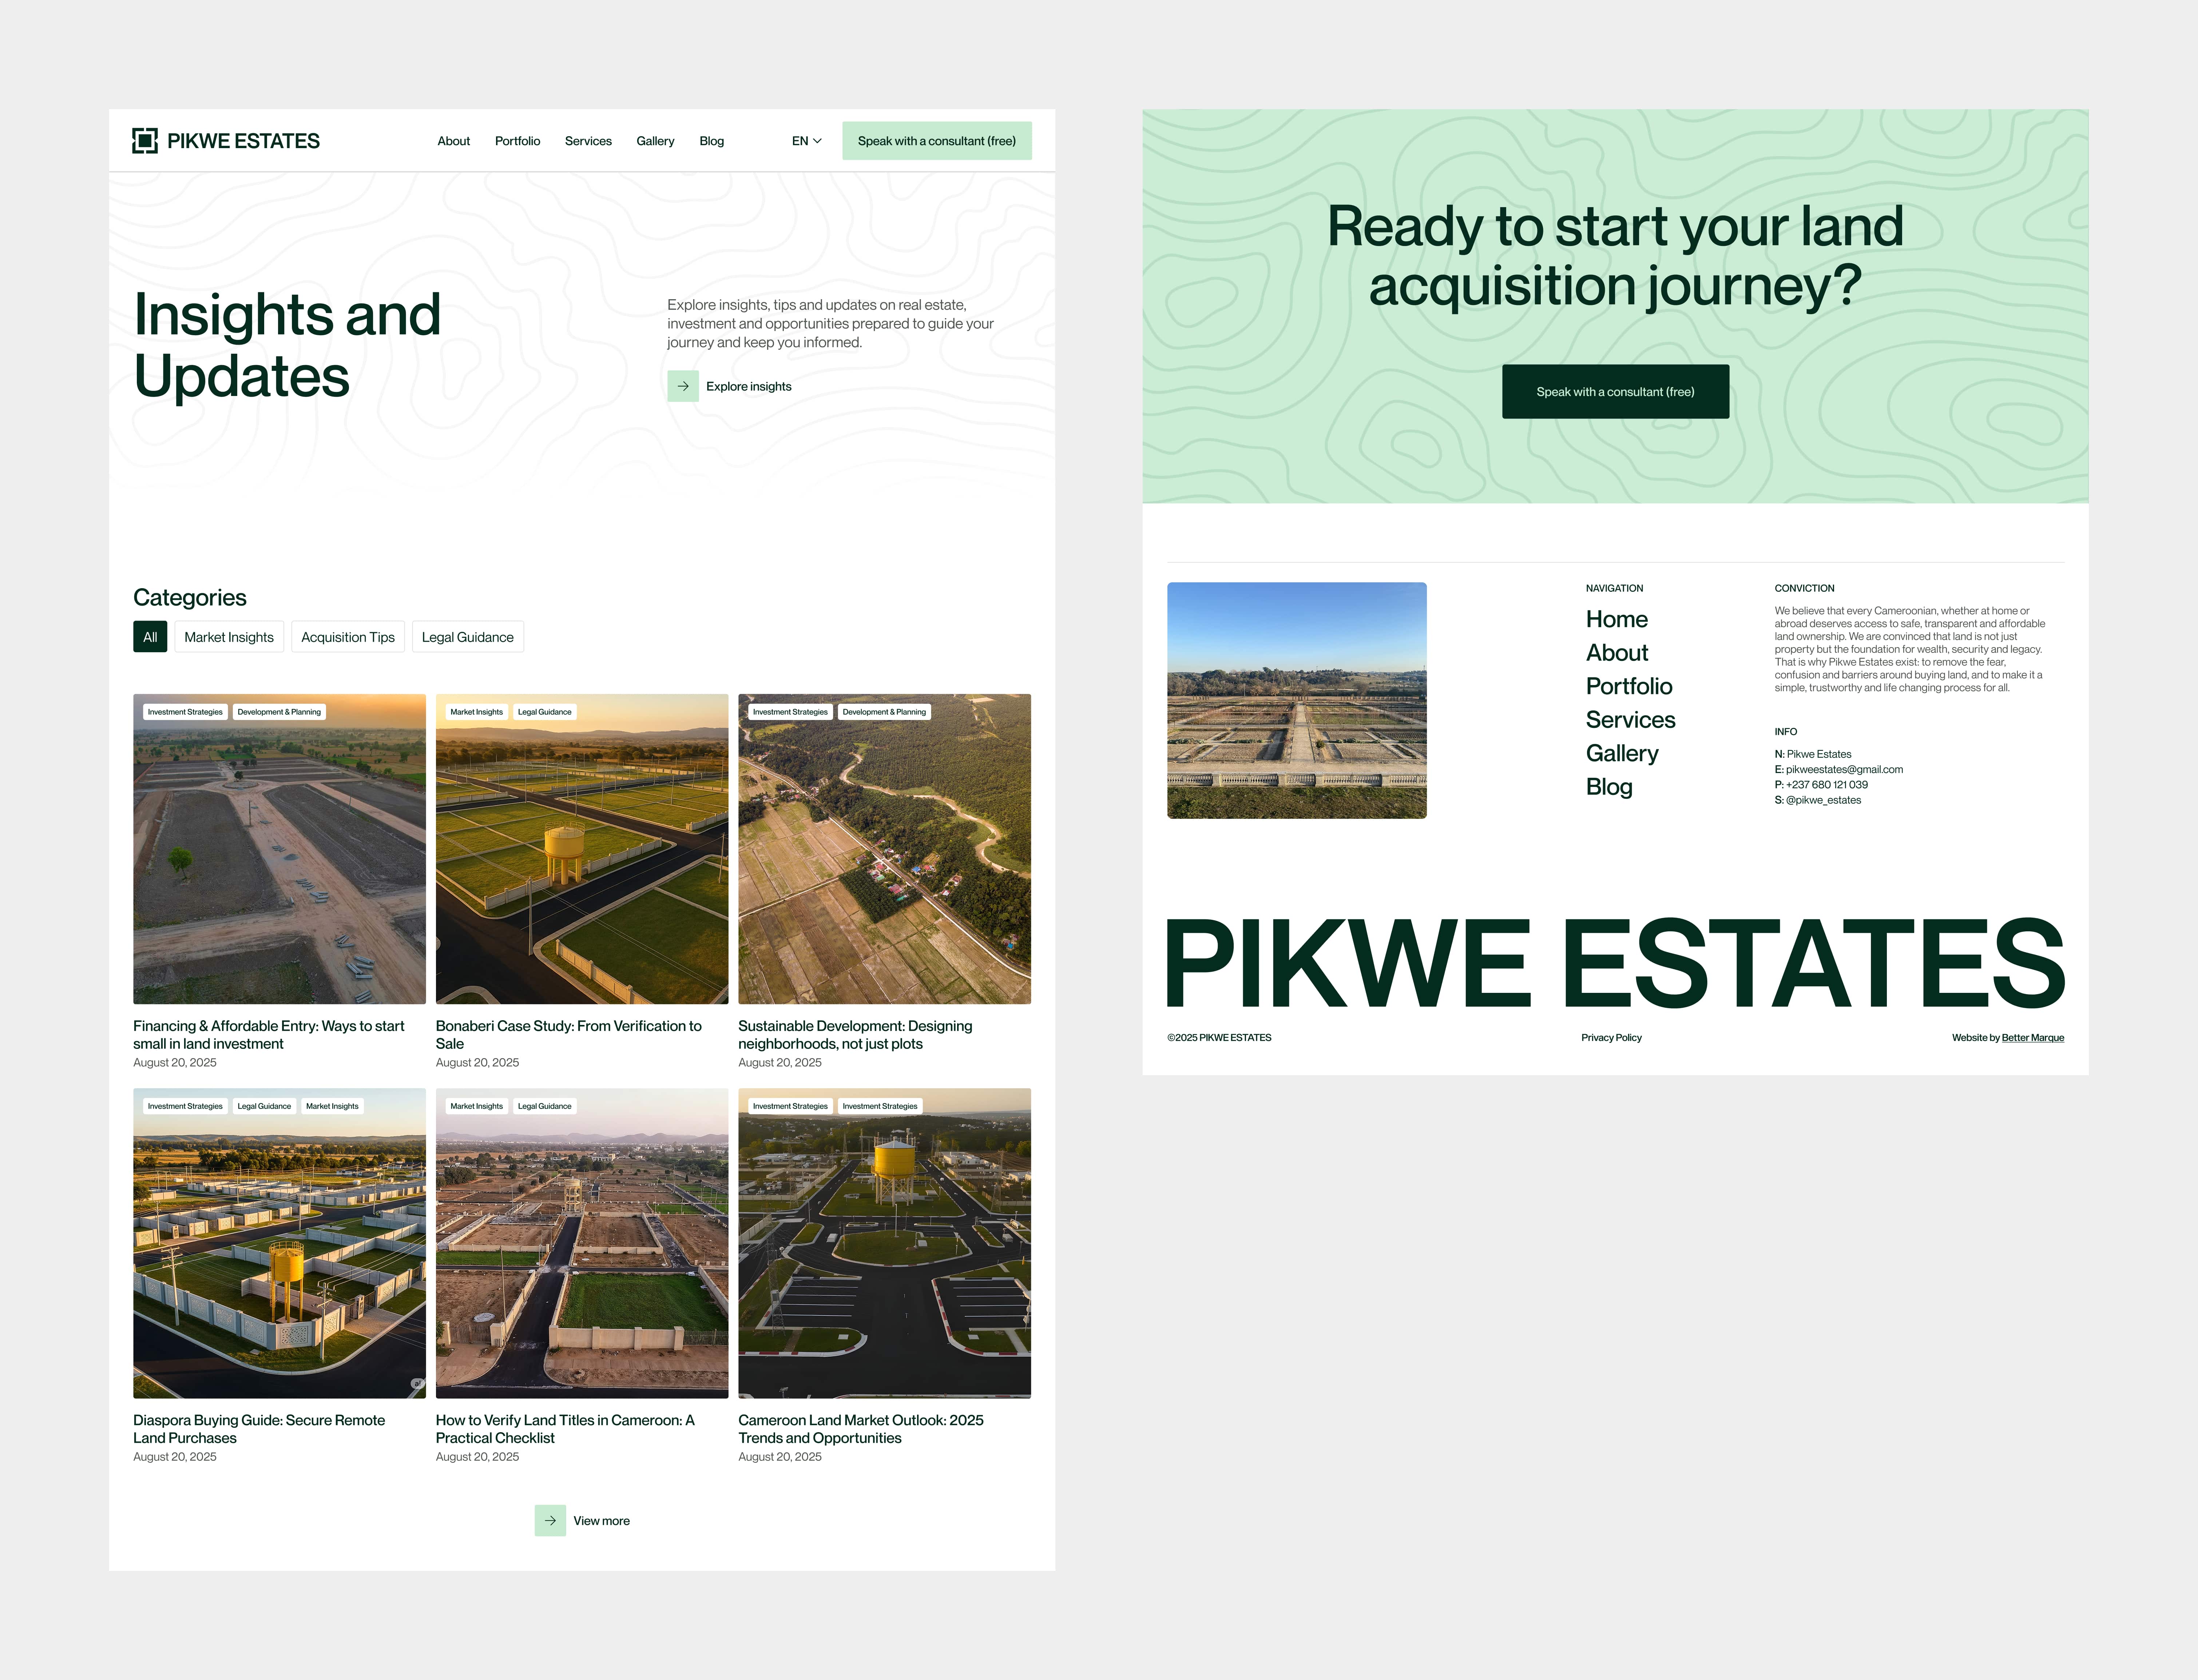 PIKWE ESTATES
About Portfolio Services Gallery Blog
EN
Speak with a consultant (free)
Insights and
Updates
Explore insights, tips and updates on real estate,
investment and opportunities prepared to guide your
journey and keep you informed.
Explore insights
Categories
All Market Insights Acquisition Tips Legal Guidance
Investment Strategies Development & Planning
Financing & Affordable Entry: Ways to start
small in land investment
August 20, 2025
Market Insights Legal Guidance
Bonaberi Case Study: From Verification to
Sale
August 20, 2025
Investment Strategies Development & Planning
Sustainable Development: Designing
neighborhoods, not just plots
August 20, 2025
Investment Strategies Legal Guidance Market Insights
Diaspora Buying Guide: Secure Remote
Land Purchases
August 20, 2025
Market Insights Legal Guidance
How to Verify Land Titles in Cameroon: A
Practical Checklist
August 20, 2025
Investment Strategies Investment Strategies
Cameroon Land Market Outlook: 2025
Trends and Opportunities
August 20, 2025
View more
Ready to start your land
acquisition journey?
Speak with a consultant (free)
NAVIGATION
Home
About
Portfolio
Services
Gallery
Blog
CONVICTION
We believe that every Cameroonian, whether at home or
abroad deserves access to safe, transparent and affordable
land ownership. We are convinced that land is not just
property but the foundation for wealth, security and legacy.
That is why Pikwe Estates exist: to remove the fear,
confusion and barriers around buying land, and to make it a
simple, trustworthy and life changing process for all.
INFO
N: Pikwe Estates
E: pikweestates@gmail.com
P: +237 680 121 039
S: @pikwe_estates
PIKWE ESTATES
©2025 PIKWE ESTATES
Privacy Policy
Website by Better Marque